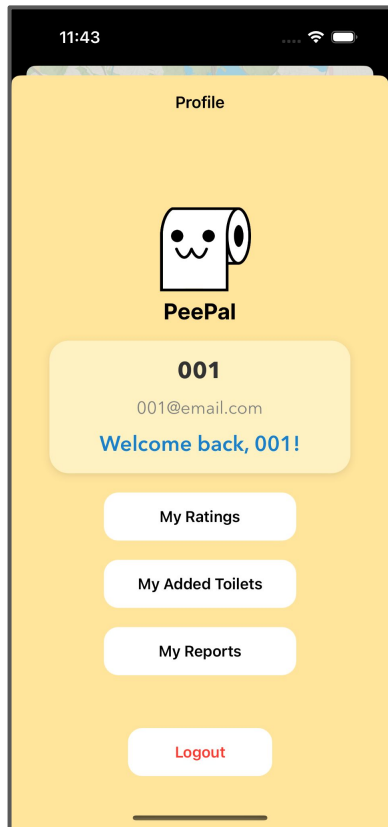 11:43
Profile
PeePal
001
001@email.com
Welcome back, 001!
My Ratings
My Added Toilets
My Reports
Logout